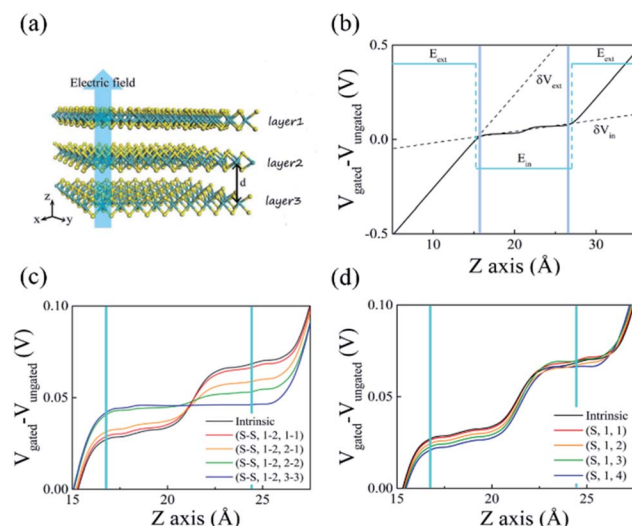 (a)
Electric field
layer1
layer2
layer3
d
z
x
y
(b)
0.5
0.0
-0.5
V_gated-V_ungated (V)
E_ext
E_ext
δV_ext
δV_in
E_in
10
20
30
Z axis (Å)
(c)
0.10
0.05
0.00
V_gated-V_ungated (V)
Intrinsic
(S-S, 1-2, 1-1)
(S-S, 1-2, 2-1)
(S-S, 1-2, 2-2)
(S-S, 1-2, 3-3)
15
20
25
Z axis (Å)
(d)
0.10
0.05
0.00
V_gated-V_ungated (V)
Intrinsic
(S, 1, 1)
(S, 1, 2)
(S, 1, 3)
(S, 1, 4)
15
20
25
Z axis (Å)